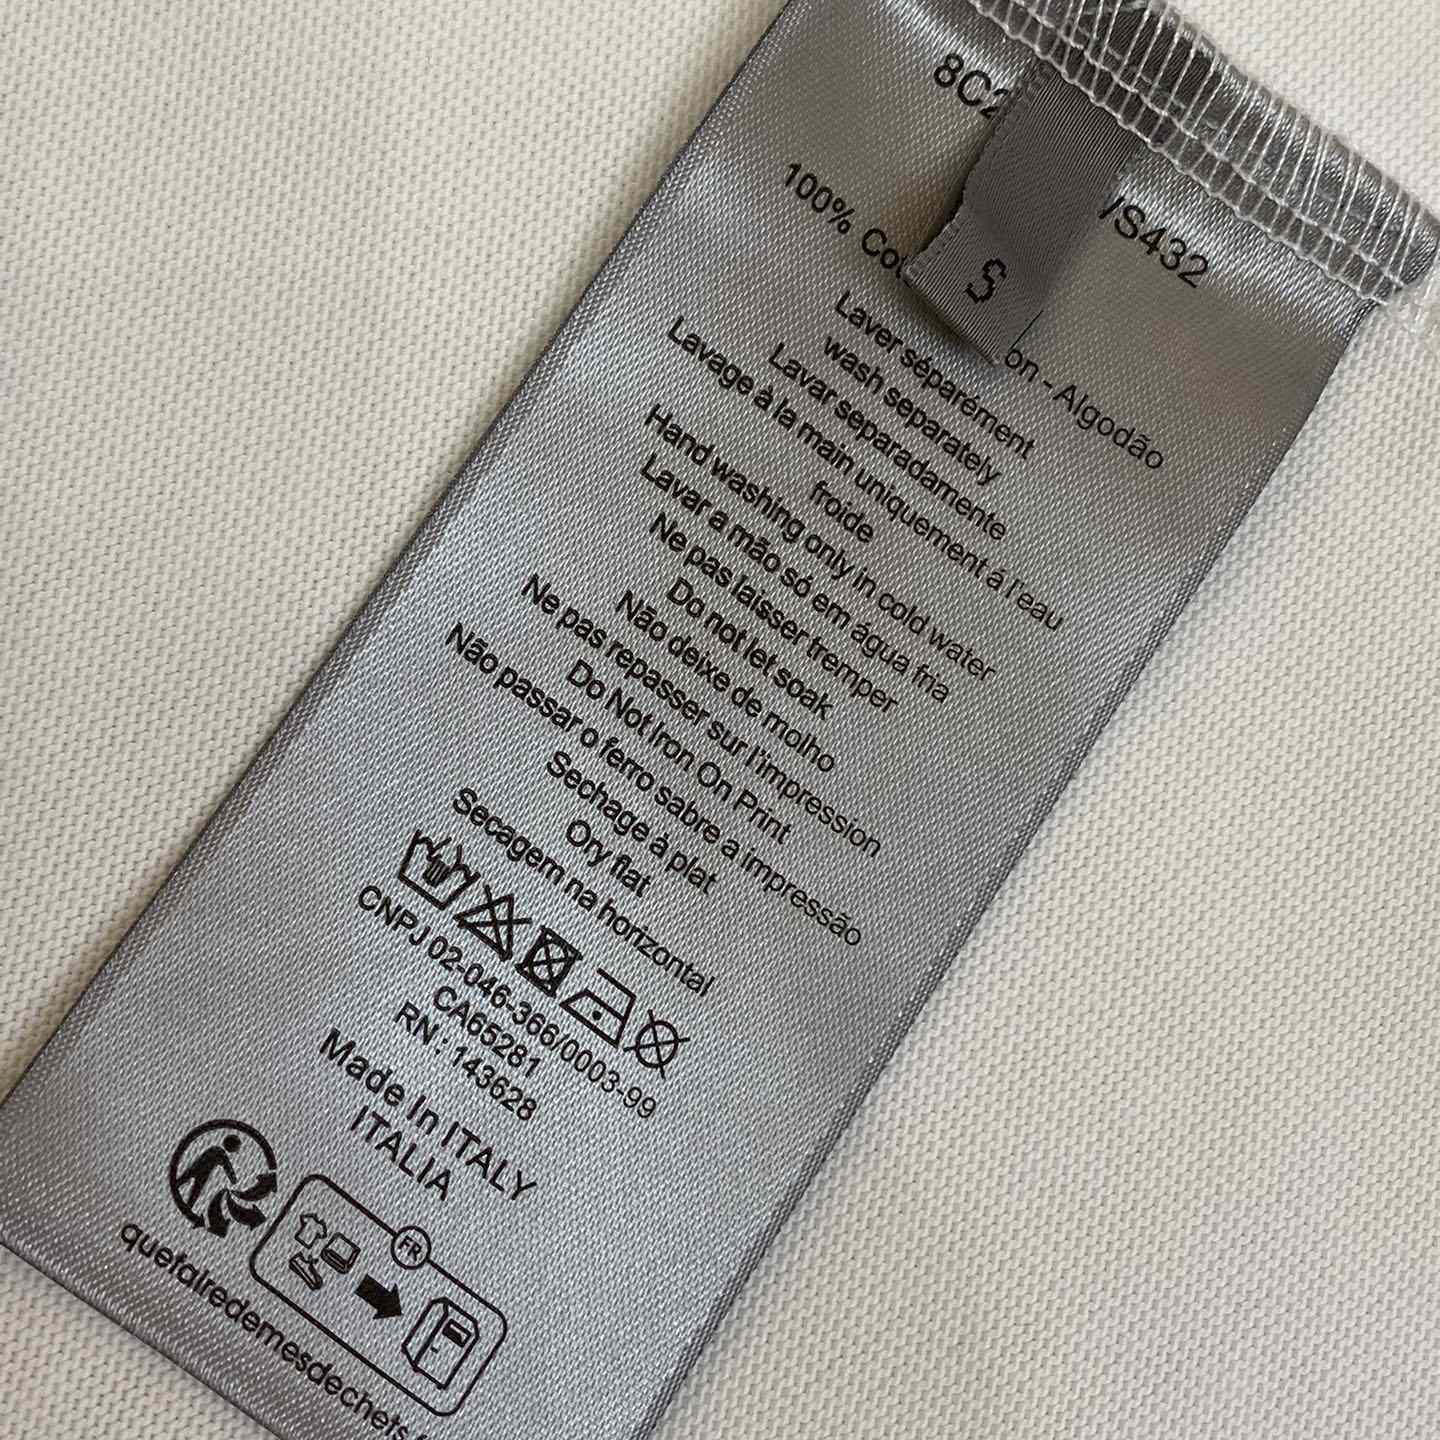 8C2 /S432
100% Cot on - Algodão
S
Laver séparément
wash separately
Lavar separadamente
Lavage à la main uniquement á l'eau
froide
Hand washing only in cold water
Lavar a mão só em água fria
Ne pas laisser tremper
Do not let soak
Não deixe de molho
Ne pas repasser sur l'impression
Do Not Iron On Print
Não passar o ferro sabre a impressão
Sechage á plat
Ory flat
Secagem na horizontal
CNPJ 02-046-366/0003-99
CA65281
RN : 143628
Made In ITALY
ITALIA
FR
quefairedemesdechets.